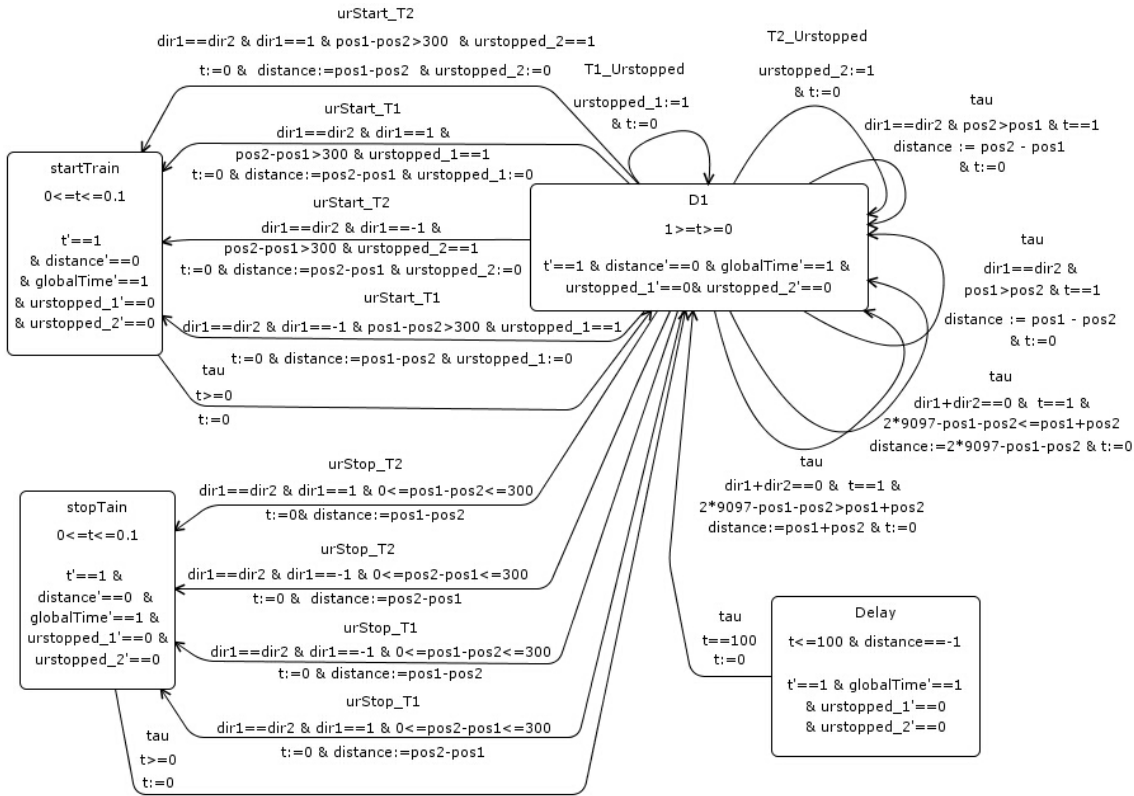 urStart_T2
dir1==dir2 & dir1==1 & pos1-pos2>300 & urstopped_2==1
t:=0 & distance:=pos1-pos2 & urstopped_2:=0
urStart_T1
dir1==dir2 & dir1==1 &
pos2-pos1>300 & urstopped_1==1
t:=0 & distance:=pos2-pos1 & urstopped_1:=0
urStart_T2
dir1==dir2 & dir1==-1 &
pos2-pos1>300 & urstopped_2==1
t:=0 & distance:=pos2-pos1 & urstopped_2:=0
urStart_T1
dir1==dir2 & dir1==-1 & pos1-pos2>300 & urstopped_1==1
t:=0 & distance:=pos1-pos2 & urstopped_1:=0
tau
t>=0
t:=0
startTrain
0<=t<=0.1
t'==1
& distance'==0
& globalTime'==1
& urstopped_1'==0
& urstopped_2'==0
T1_Urstopped
urstopped_1:=1
& t:=0
T2_Urstopped
urstopped_2:=1
& t:=0
tau
dir1==dir2 & pos2>pos1 & t==1
distance := pos2 - pos1
& t:=0
D1
1>=t>=0
t'==1 & distance'==0 & globalTime'==1 &
urstopped_1'==0& urstopped_2'==0
tau
dir1==dir2 &
pos1>pos2 & t==1
distance := pos1 - pos2
& t:=0
tau
dir1+dir2==0 & t==1 &
2*9097-pos1-pos2<=pos1+pos2
distance:=2*9097-pos1-pos2 & t:=0
tau
dir1+dir2==0 & t==1 &
2*9097-pos1-pos2>pos1+pos2
distance:=pos1+pos2 & t:=0
urStop_T2
dir1==dir2 & dir1==1 & 0<=pos1-pos2<=300
t:=0& distance:=pos1-pos2
urStop_T2
dir1==dir2 & dir1==-1 & 0<=pos2-pos1<=300
t:=0 & distance:=pos2-pos1
urStop_T1
dir1==dir2 & dir1==-1 & 0<=pos1-pos2<=300
t:=0 & distance:=pos1-pos2
urStop_T1
dir1==dir2 & dir1==1 & 0<=pos2-pos1<=300
t:=0 & distance:=pos2-pos1
stopTain
0<=t<=0.1
t'==1 &
distance'==0 &
globalTime'==1 &
urstopped_1'==0 &
urstopped_2'==0
tau
t>=0
t:=0
tau
t==100
t:=0
Delay
t<=100 & distance==-1
t'==1 & globalTime'==1
& urstopped_1'==0
& urstopped_2'==0